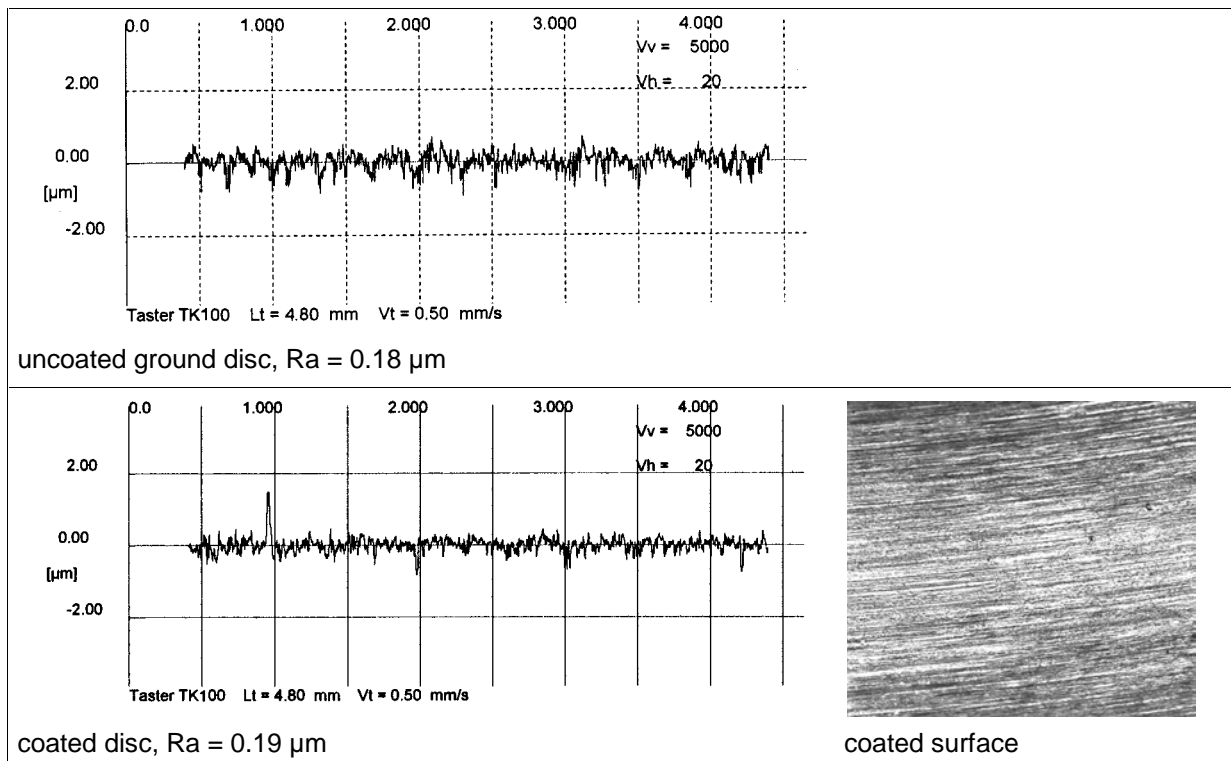 0.0 1.000 2.000 3.000 4.000
Vv = 5000
2.00
Vh = 20
0.00
[µm]
-2.00
Taster TK100 Lt = 4.80 mm Vt = 0.50 mm/s
uncoated ground disc, Ra = 0.18 µm
0.0 1.000 2.000 3.000 4.000
Vv = 5000
2.00
Vh = 20
0.00
[µm]
-2.00
Taster TK100 Lt = 4.80 mm Vt = 0.50 mm/s
coated disc, Ra = 0.19 µm
coated surface